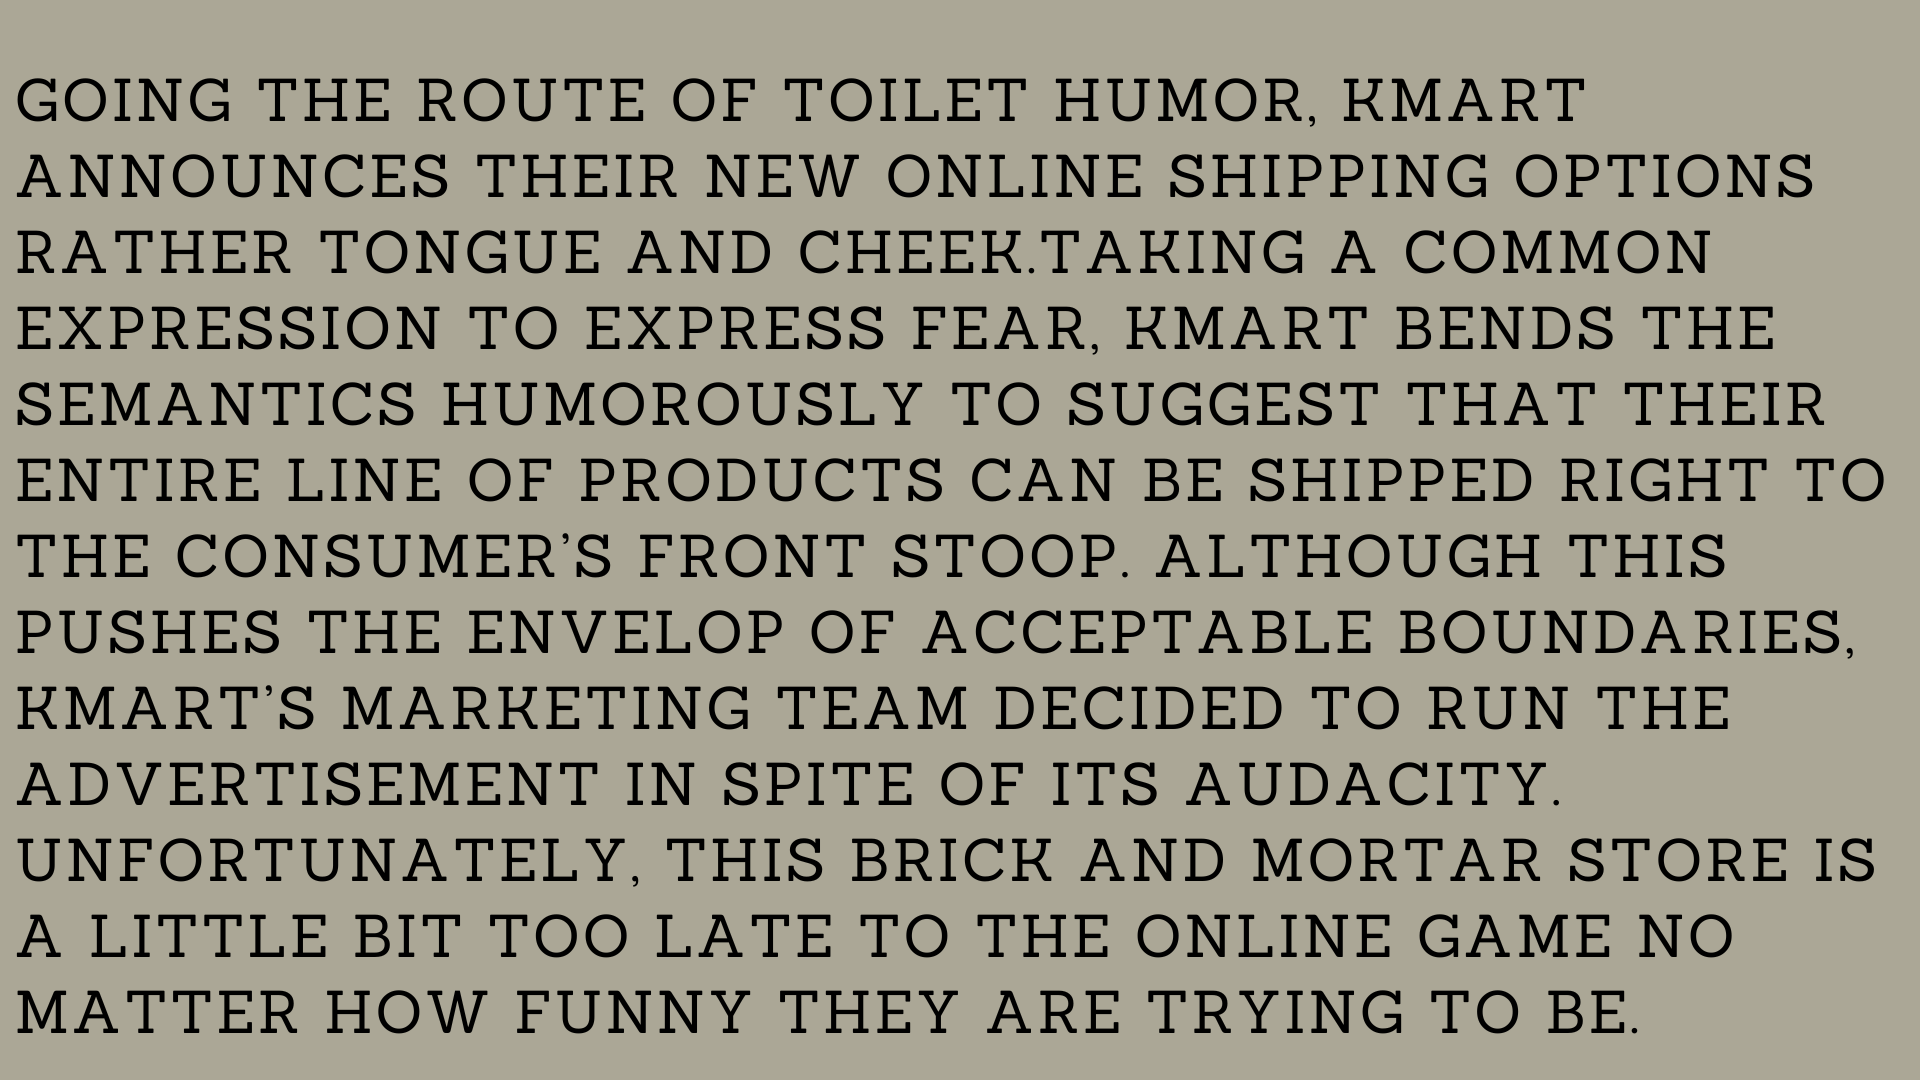 GOING THE ROUTE OF TOILET HUMOR, KMART
ANNOUNCES THEIR NEW ONLINE SHIPPING OPTIONS
RATHER TONGUE AND CHEEK.TAKING A COMMON
EXPRESSION TO EXPRESS FEAR, KMART BENDS THE
SEMANTICS HUMOROUSLY TO SUGGEST THAT THEIR
ENTIRE LINE OF PRODUCTS CAN BE SHIPPED RIGHT TO
THE CONSUMER’S FRONT STOOP. ALTHOUGH THIS
PUSHES THE ENVELOP OF ACCEPTABLE BOUNDARIES,
KMART’S MARKETING TEAM DECIDED TO RUN THE
ADVERTISEMENT IN SPITE OF ITS AUDACITY.
UNFORTUNATELY, THIS BRICK AND MORTAR STORE IS
A LITTLE BIT TOO LATE TO THE ONLINE GAME NO
MATTER HOW FUNNY THEY ARE TRYING TO BE.